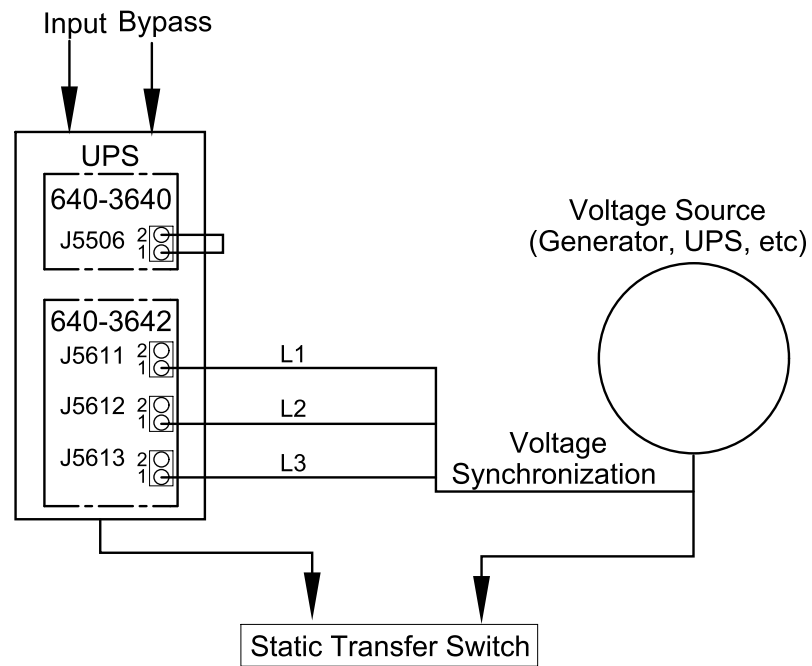 Input Bypass
UPS
640-3640
J5506 2
1
640-3642
J5611 2
1
J5612 2
1
J5613 2
1
L1
L2
L3
Voltage Source
(Generator, UPS, etc)
Voltage
Synchronization
Static Transfer Switch